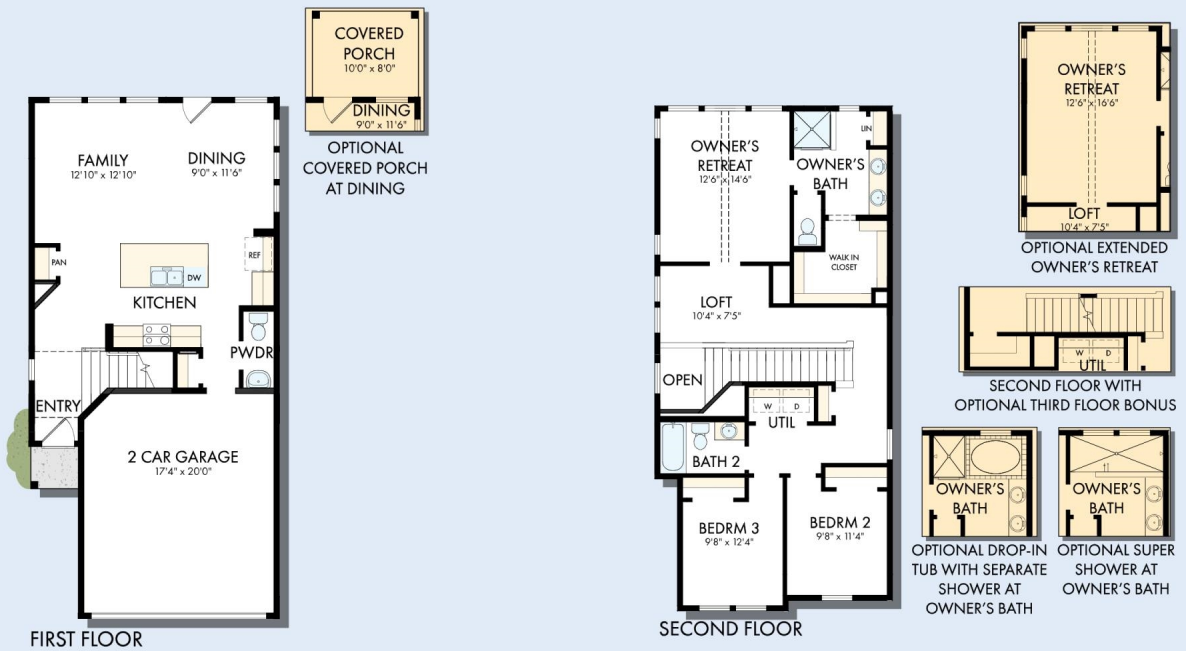 COVERED
PORCH
10'0" x 8'0"
DINING
9'0" x 11'6"
OPTIONAL
COVERED PORCH
AT DINING
FAMILY
12'10" x 12'10"
DINING
9'0" x 11'6"
PAN
REF
DW
KITCHEN
PWDR
ENTRY
2 CAR GARAGE
17'4" x 20'0"
FIRST FLOOR
OWNER'S
RETREAT
12'6" x 14'6"
LIN
OWNER'S
BATH
WALK IN
CLOSET
LOFT
10'4" x 7'5"
OPEN
W D
UTIL
BATH 2
BEDRM 3
9'8" x 12'4"
BEDRM 2
9'8" x 11'4"
SECOND FLOOR
OWNER'S
RETREAT
12'6" x 16'6"
LOFT
10'4" x 7'5"
OPTIONAL EXTENDED
OWNER'S RETREAT
W D
UTIL
SECOND FLOOR WITH
OPTIONAL THIRD FLOOR BONUS
OWNER'S
BATH
OPTIONAL DROP-IN
TUB WITH SEPARATE
SHOWER AT
OWNER'S BATH
OWNER'S
BATH
OPTIONAL SUPER
SHOWER AT
OWNER'S BATH